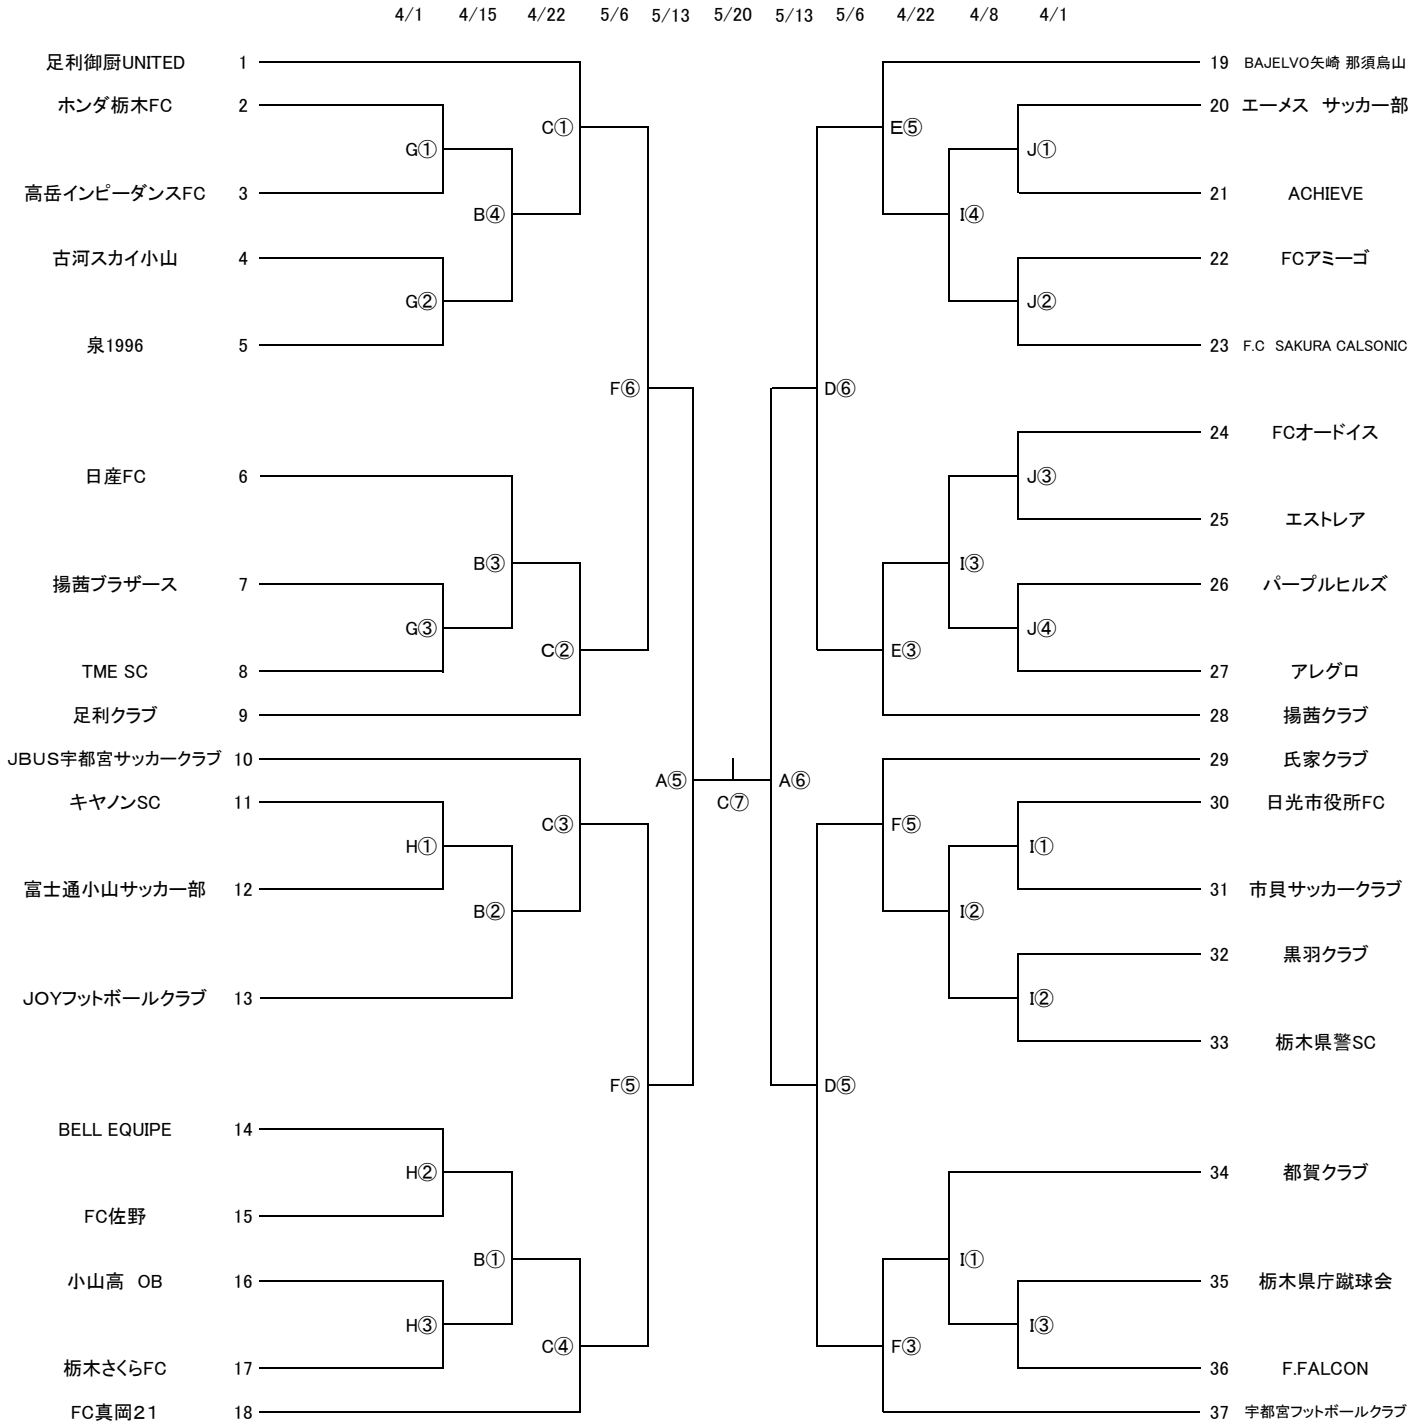 4/1 4/15 4/22 5/6 5/13 5/20 5/13 5/6 4/22 4/8 4/1
足利御厨UNITED 1 19 BAJELVO矢崎 那須烏山
ホンダ栃木FC 2 20 エーメス　サッカー部
C① E⑤
G① J①
高岳インピーダンスFC 3 21 ACHIEVE
B④ I④
古河スカイ小山 4 22 FCアミーゴ
G② J②
泉1996 5 23 F.C　SAKURA CALSONIC
F⑥ D⑥
24 FCオードイス
日産FC 6 J③
25 エストレア
B③ I③
揚茜ブラザース 7 26 パープルヒルズ
G③ J④
C② E③
TME SC 8 27 アレグロ
足利クラブ 9 28 揚茜クラブ
JBUS宇都宮サッカークラブ 10 29 氏家クラブ
A⑤ A⑥
キヤノンSC 11 C⑦ 30 日光市役所FC
C③ F⑤
H① I①
富士通小山サッカー部 12 31 市貝サッカークラブ
B② I②
32 黒羽クラブ
JOYフットボールクラブ 13 I②
33 栃木県警SC
F⑤ D⑤
BELL EQUIPE 14
H② 34 都賀クラブ
FC佐野 15
B① I①
小山高　OB 16 35 栃木県庁蹴球会
H③ I③
C④ F③
栃木さくらFC 17 36 F.FALCON
FC真岡２１ 18 37 宇都宮フットボールクラブ